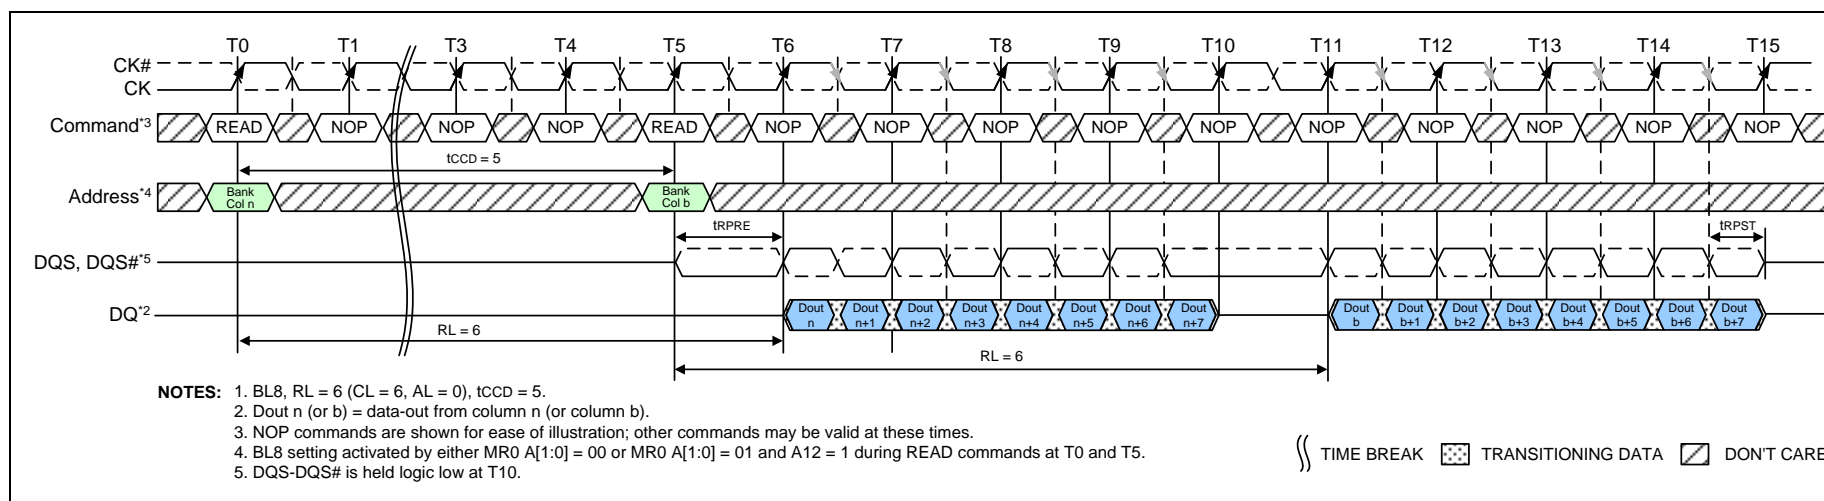 T0 T1 T3 T4 T5 T6 T7 T8 T9 T10 T11 T12 T13 T14 T15
CK#
CK
Command*3 READ NOP NOP NOP READ NOP NOP NOP NOP NOP NOP NOP NOP NOP NOP
tCCD = 5
Address*4 Bank Col n Bank Col b
tRPRE tRPST
DQS, DQS#*5
DQ*2 Dout n Dout n+1 Dout n+2 Dout n+3 Dout n+4 Dout n+5 Dout n+6 Dout n+7 Dout b Dout b+1 Dout b+2 Dout b+3 Dout b+4 Dout b+5 Dout b+6 Dout b+7
RL = 6
RL = 6
NOTES: 1. BL8, RL = 6 (CL = 6, AL = 0), tCCD = 5.
2. Dout n (or b) = data-out from column n (or column b).
3. NOP commands are shown for ease of illustration; other commands may be valid at these times.
4. BL8 setting activated by either MR0 A[1:0] = 00 or MR0 A[1:0] = 01 and A12 = 1 during READ commands at T0 and T5.
5. DQS-DQS# is held logic low at T10.
TIME BREAK TRANSITIONING DATA DON'T CARE